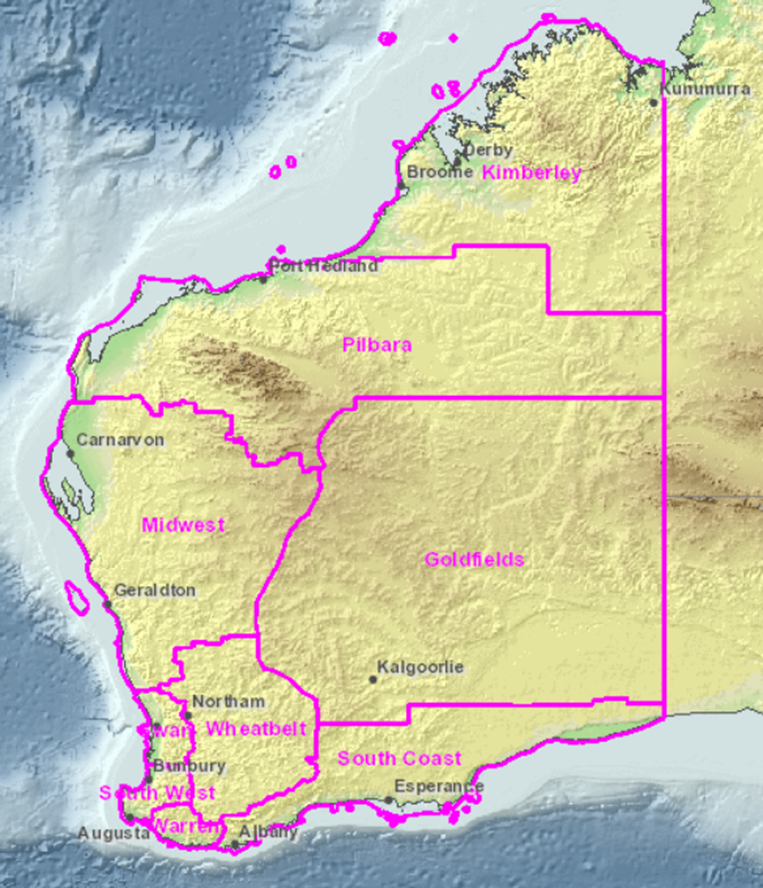 Kununurra
Derby
Broome
Kimberley
Port Hedland
Pilbara
Carnarvon
Midwest
Goldfields
Geraldton
Kalgoorlie
Northam
Swan
Wheatbelt
South Coast
Bunbury
South West
Esperance
Warren
Augusta
Albany